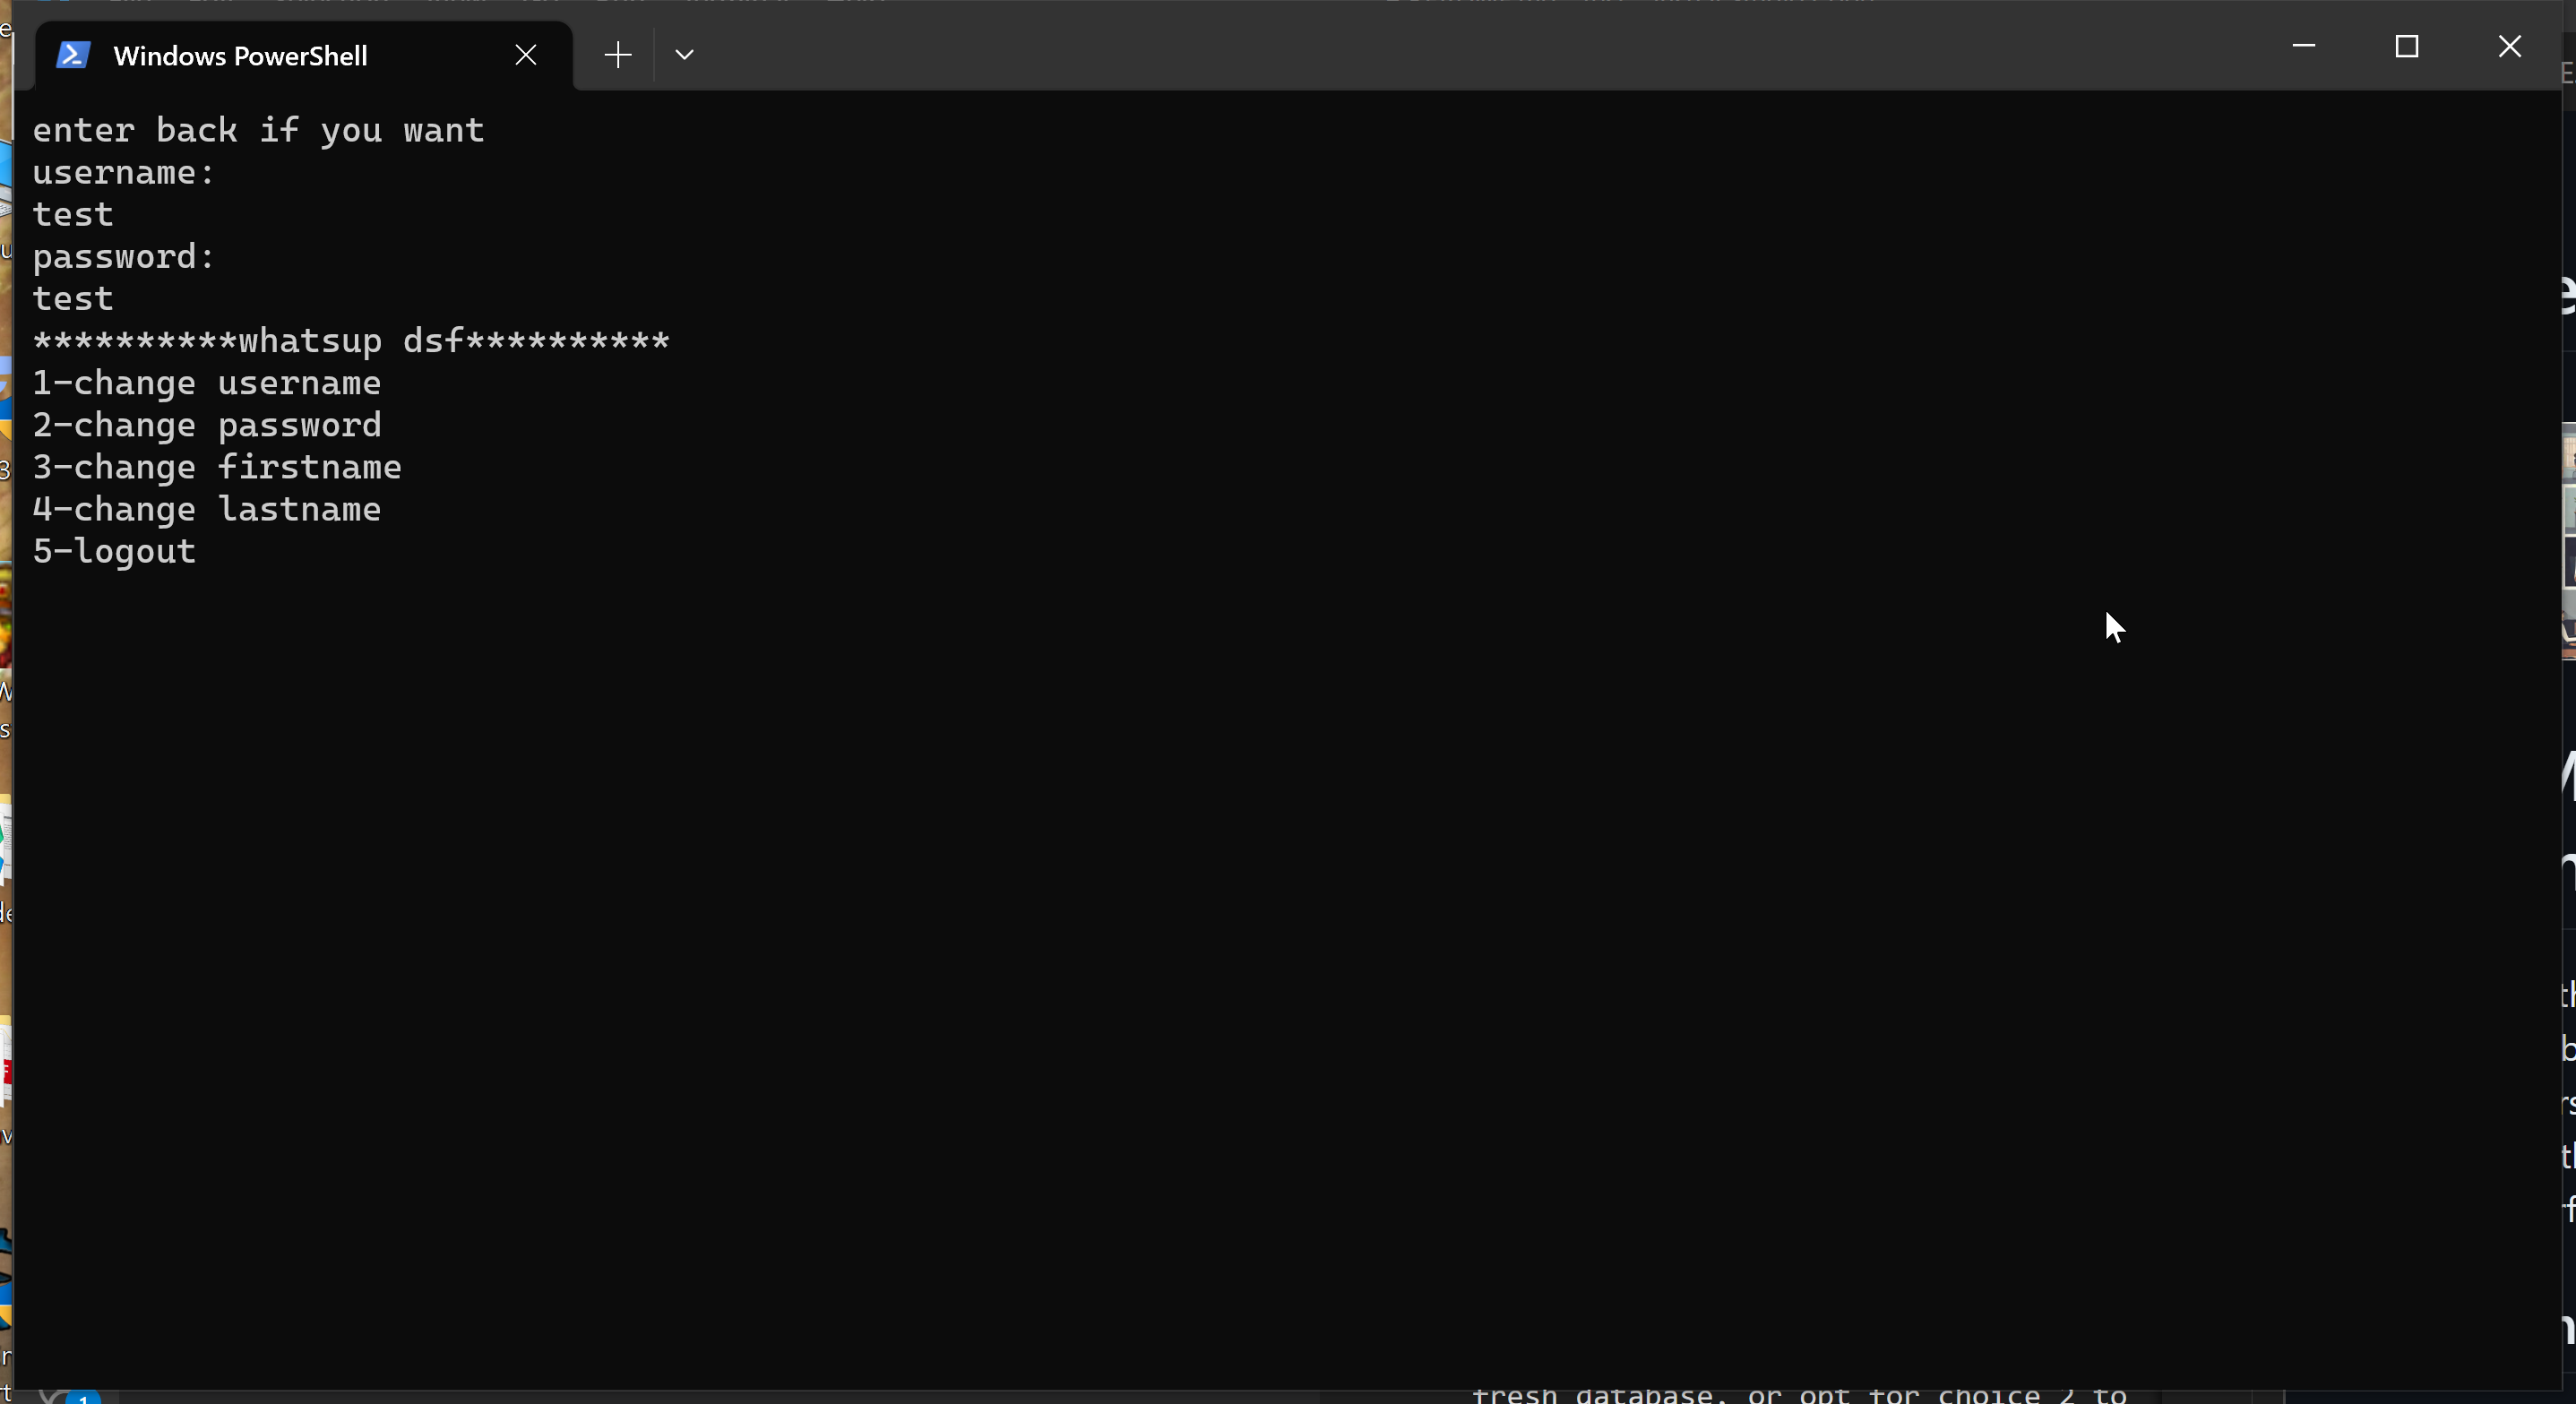 Windows PowerShell
enter back if you want
username:
test
password:
test
**********whatsup dsf**********
1-change username
2-change password
3-change firstname
4-change lastname
5-logout
fresh database, or opt for choice 2 to
1